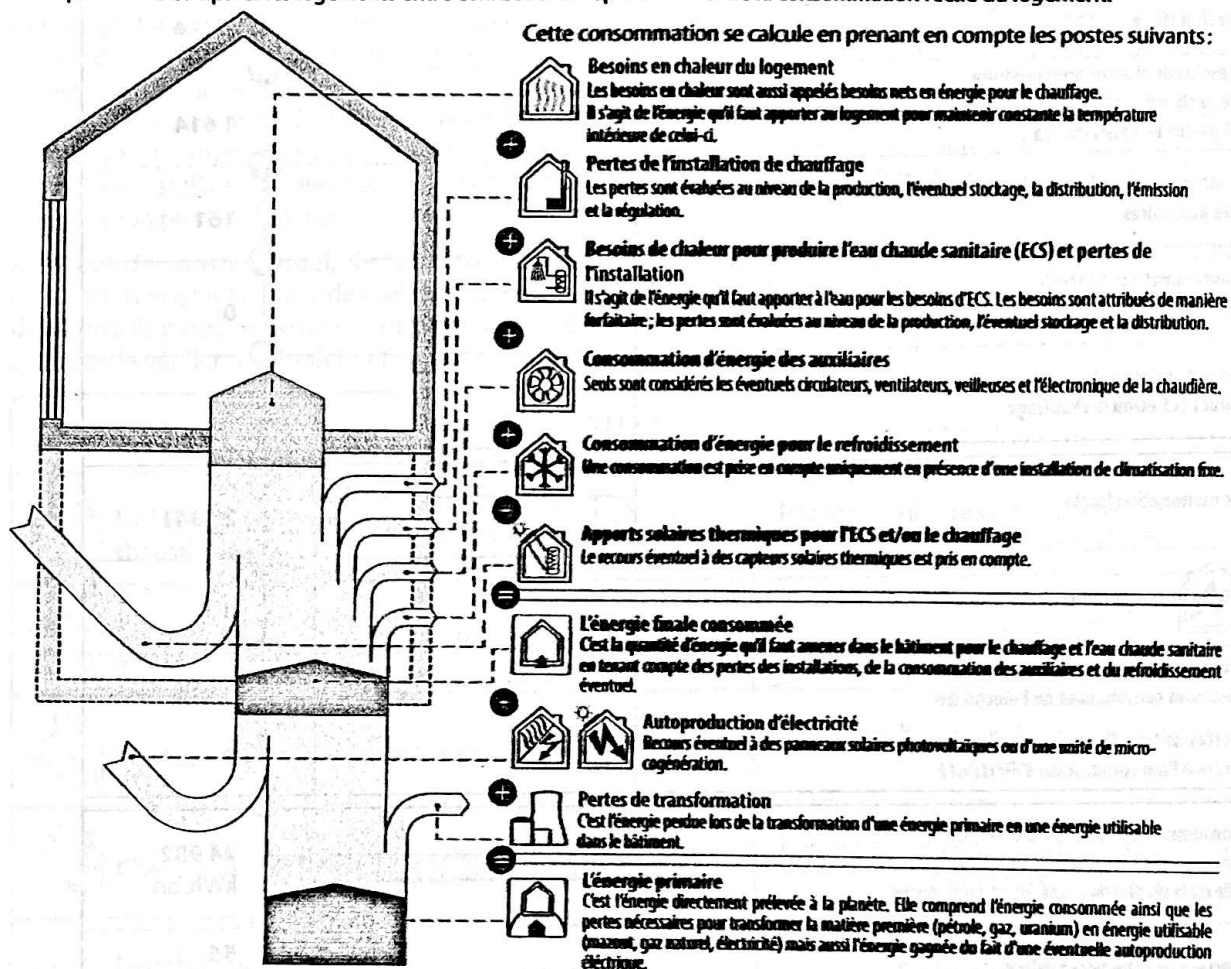 Cette consommation se calcule en prenant en compte les postes suivants :
Besoins en chaleur du logement
Les besoins en chaleur sont aussi appelés besoins nets en énergie pour le chauffage.
Il s'agit de l'énergie qu'il faut apporter au logement pour maintenir constante la température
intérieure de celui-ci.
Pertes de l'installation de chauffage
Les pertes sont évaluées au niveau de la production, l'éventuel stockage, la distribution, l'émission
et la régulation.
Besoins de chaleur pour produire l'eau chaude sanitaire (ECS) et pertes de
l'installation
Il s'agit de l'énergie qu'il faut apporter à l'eau pour les besoins d'ECS. Les besoins sont attribués de manière
forfaitaire ; les pertes sont évaluées au niveau de la production, l'éventuel stockage et la distribution.
Consommation d'énergie des auxiliaires
Seuls sont considérés les éventuels circulateurs, ventilateurs, veilleuses et l'électronique de la chaudière.
Consommation d'énergie pour le refroidissement
Une consommation est prise en compte uniquement en présence d'une installation de climatisation fixe.
Apports solaires thermiques pour l'ECS et/ou le chauffage
Le recours éventuel à des capteurs solaires thermiques est pris en compte.
L'énergie finale consommée
C'est la quantité d'énergie qu'il faut amener dans le bâtiment pour le chauffage et l'eau chaude sanitaire
en tenant compte des pertes des installations, de la consommation des auxiliaires et du refroidissement
éventuel.
Autoproduction d'électricité
Recours éventuel à des panneaux solaires photovoltaïques ou d'une unité de micro-
cogénération.
Pertes de transformation
C'est l'énergie perdue lors de la transformation d'une énergie primaire en une énergie utilisable
dans le bâtiment.
L'énergie primaire
C'est l'énergie directement prélevée à la planète. Elle comprend l'énergie consommée ainsi que les
pertes nécessaires pour transformer la matière première (pétrole, gaz, uranium) en énergie utilisable
(mazout, gaz naturel, électricité) mais aussi l'énergie gagnée du fait d'une éventuelle autoproduction
électrique.